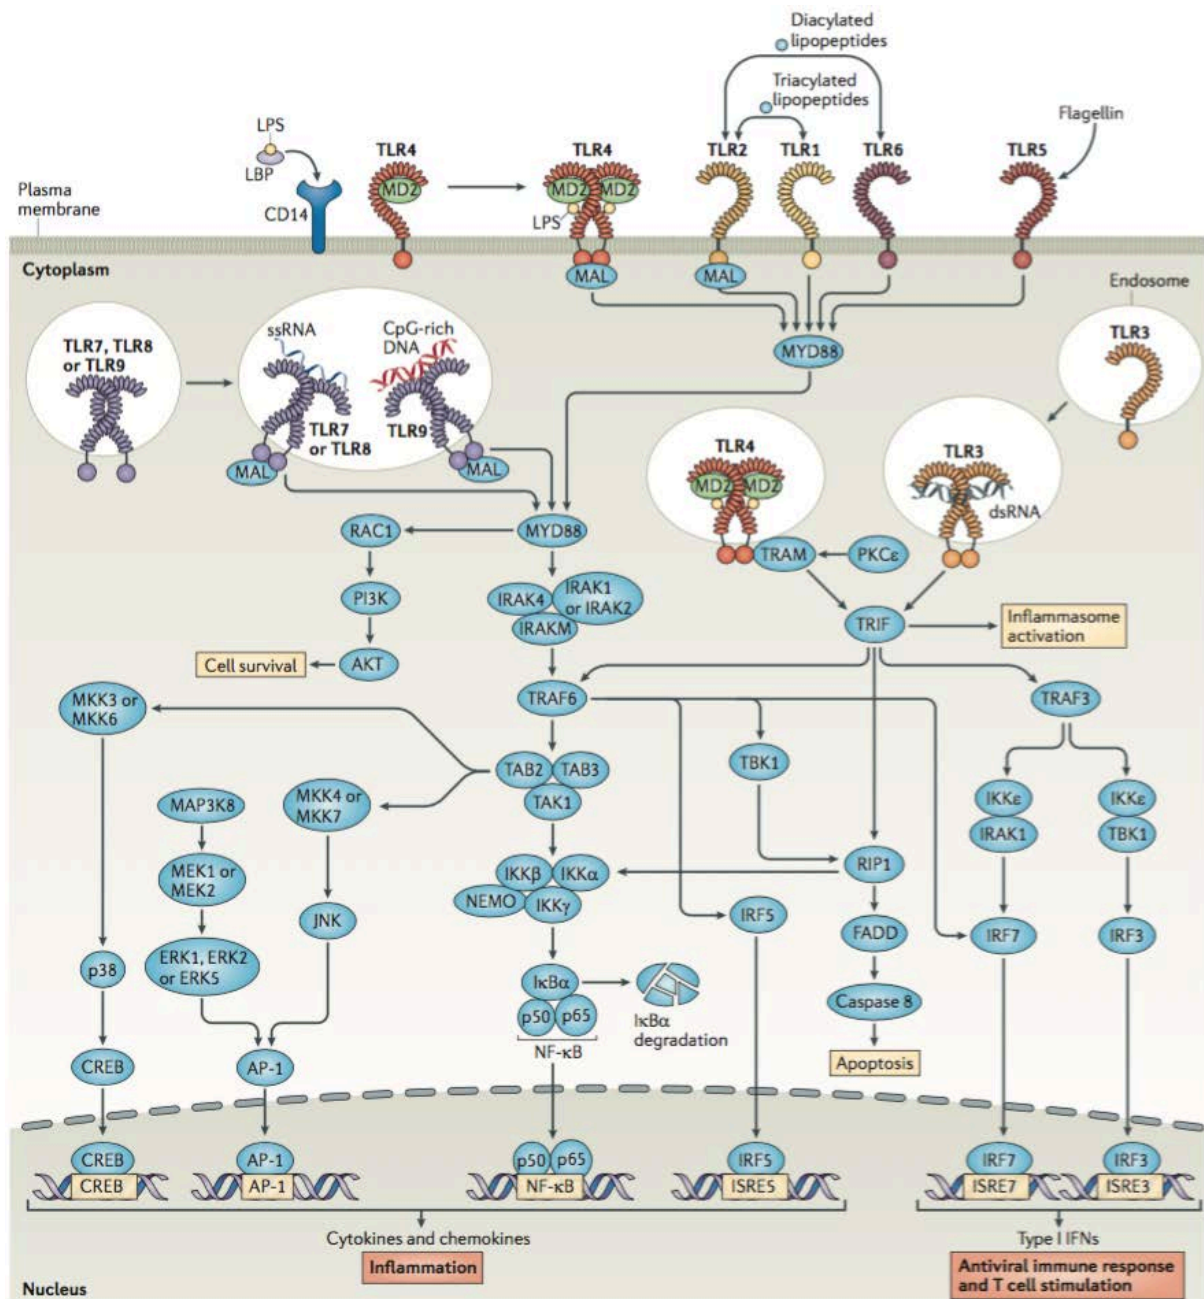 Diacylated
lipopeptides
Triacylated
lipopeptides
LPS
LBP
CD14
TLR4
MD2
TLR4
MD2
MD2
LPS
TLR2
TLR1
TLR6
TLR5
Flagellin
Plasma
membrane
Cytoplasm
MAL
MAL
Endosome
TLR7, TLR8
or TLR9
ssRNA
CpG-rich
DNA
TLR7
or TLR8
TLR9
MAL
MAL
MYD88
TLR3
TLR4
MD2
MD2
TLR3
dsRNA
RAC1
MYD88
TRAM
PKCε
PI3K
IRAK4
IRAK1
or IRAK2
IRAKM
TRIF
Inflammasome
activation
Cell survival
AKT
MKK3 or
MKK6
TRAF6
TRAF3
TAB2
TAB3
TAK1
TBK1
MAP3K8
MKK4 or
MKK7
IKKε
IRAK1
IKKε
TBK1
MEK1 or
MEK2
IKKβ
IKKα
NEMO
IKKγ
RIP1
JNK
IRF5
FADD
IRF7
IRF3
p38
ERK1, ERK2
or ERK5
IκBα
p50
p65
NF-κB
IκBα
degradation
Caspase 8
Apoptosis
CREB
AP-1
CREB
CREB
AP-1
AP-1
p50
p65
NF-κB
IRF5
ISRE5
IRF7
ISRE7
IRF3
ISRE3
Cytokines and chemokines
Inflammation
Type I IFNs
Antiviral immune response
and T cell stimulation
Nucleus